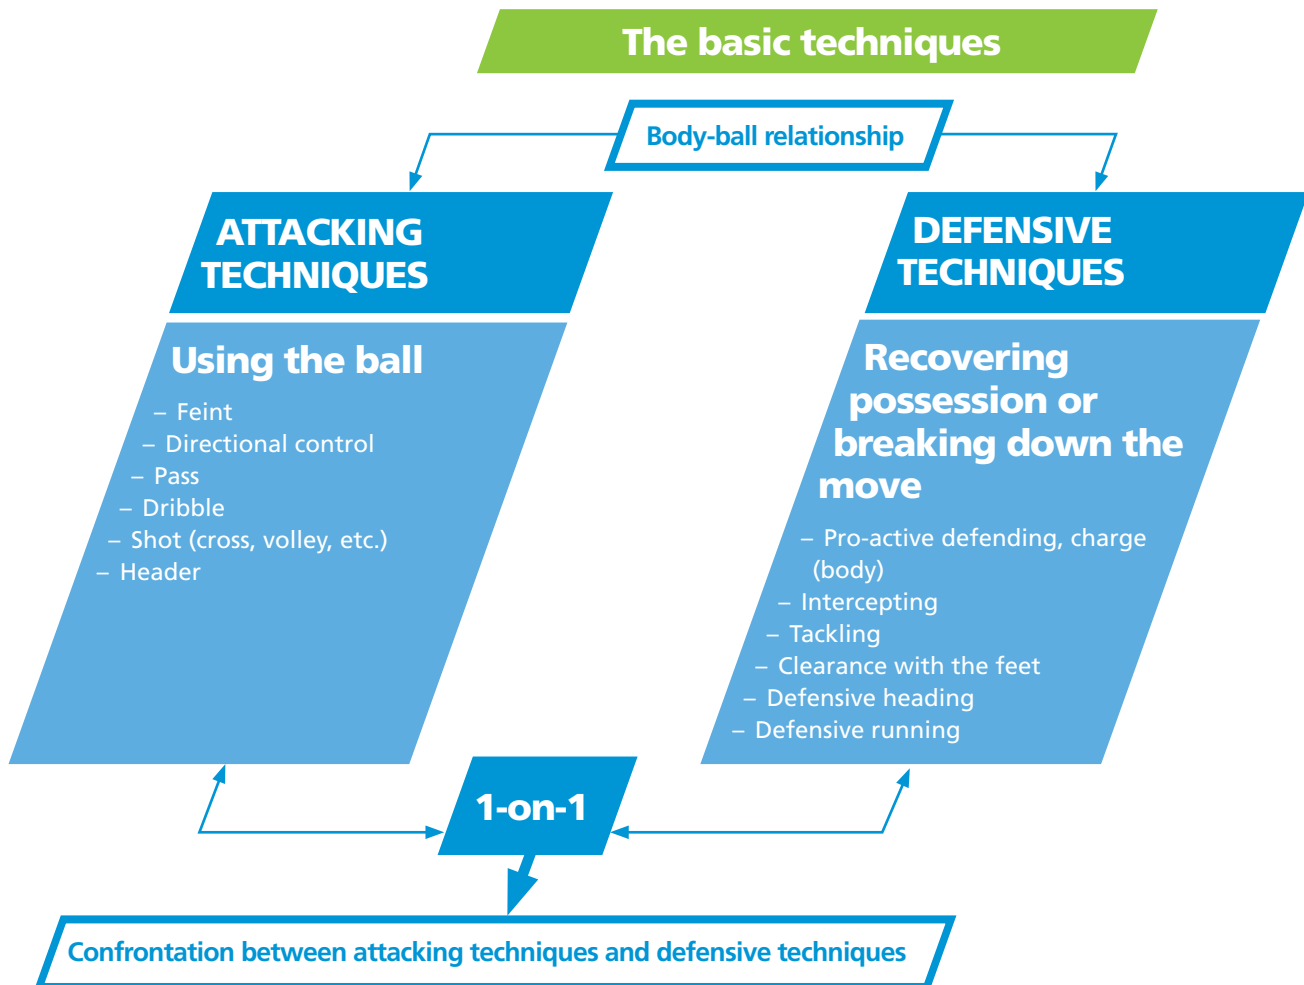 The basic techniques
Body-ball relationship
ATTACKING
TECHNIQUES
Using the ball
– Feint
– Directional control
– Pass
– Dribble
– Shot (cross, volley, etc.)
– Header
DEFENSIVE
TECHNIQUES
Recovering
possession or
breaking down the
move
– Pro-active defending, charge
(body)
– Intercepting
– Tackling
– Clearance with the feet
– Defensive heading
– Defensive running
1-on-1
Confrontation between attacking techniques and defensive techniques